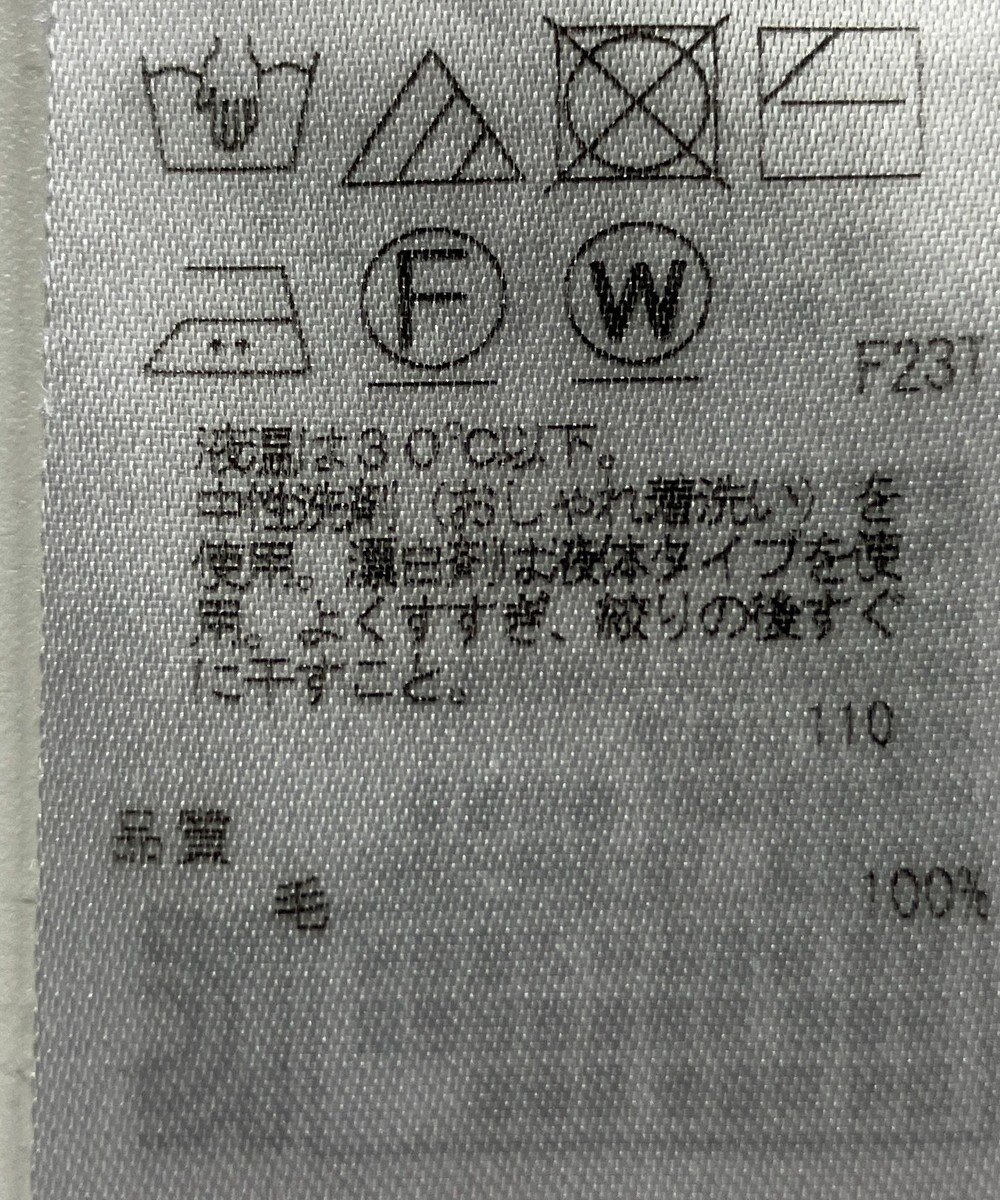 F W
F23T
液温は30℃以下。
中性洗剤(おしゃれ着洗い)を
使用。漂白剤は液体タイプを使
用。よくすすぎ、絞りの後すぐ
に干すこと。
110
品質
毛 100%